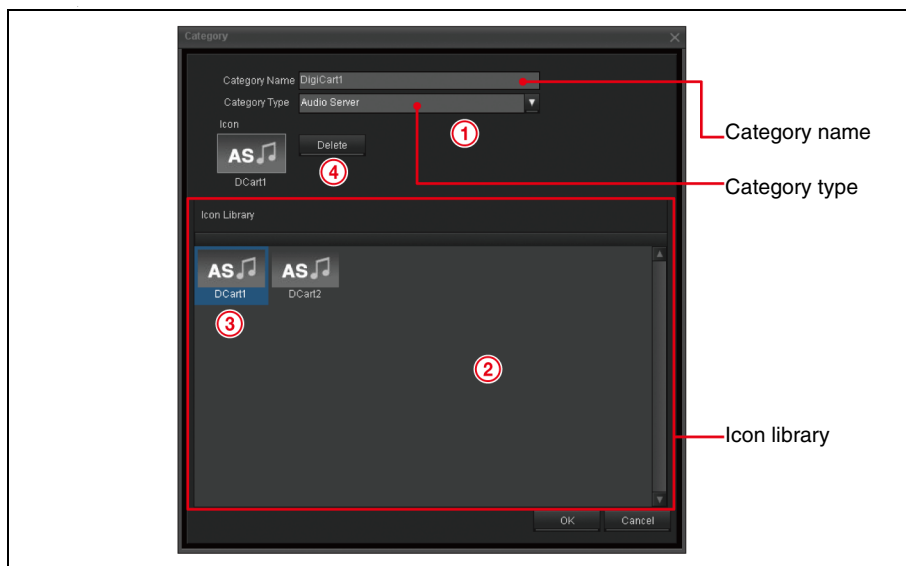 Category
Category Name DigiCart1
Category Type Audio Server
Icon
AS
DCart1
Delete
1
4
Category name
Category type
Icon Library
AS
DCart1
AS
DCart2
3
2
Icon library
OK Cancel